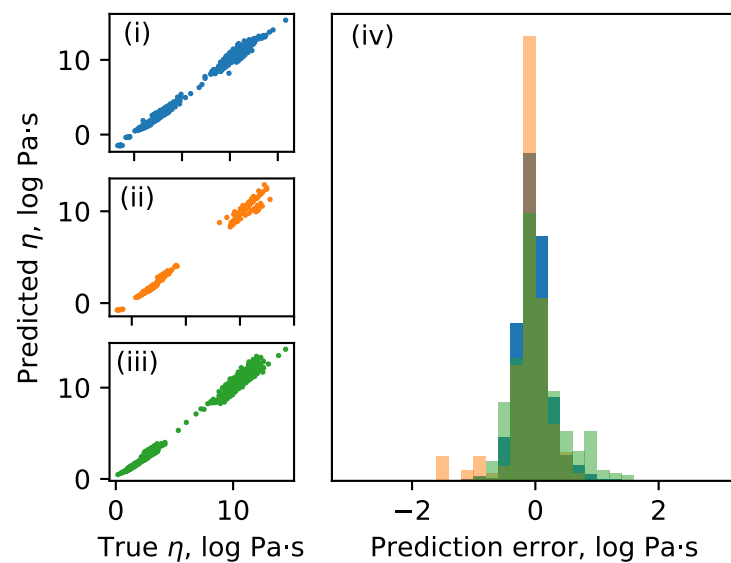 (i)
10
0
(ii)
10
0
(iii)
10
0
0
10
Predicted η, log Pa·s
True η, log Pa·s
(iv)
−2
0
2
Prediction error, log Pa·s